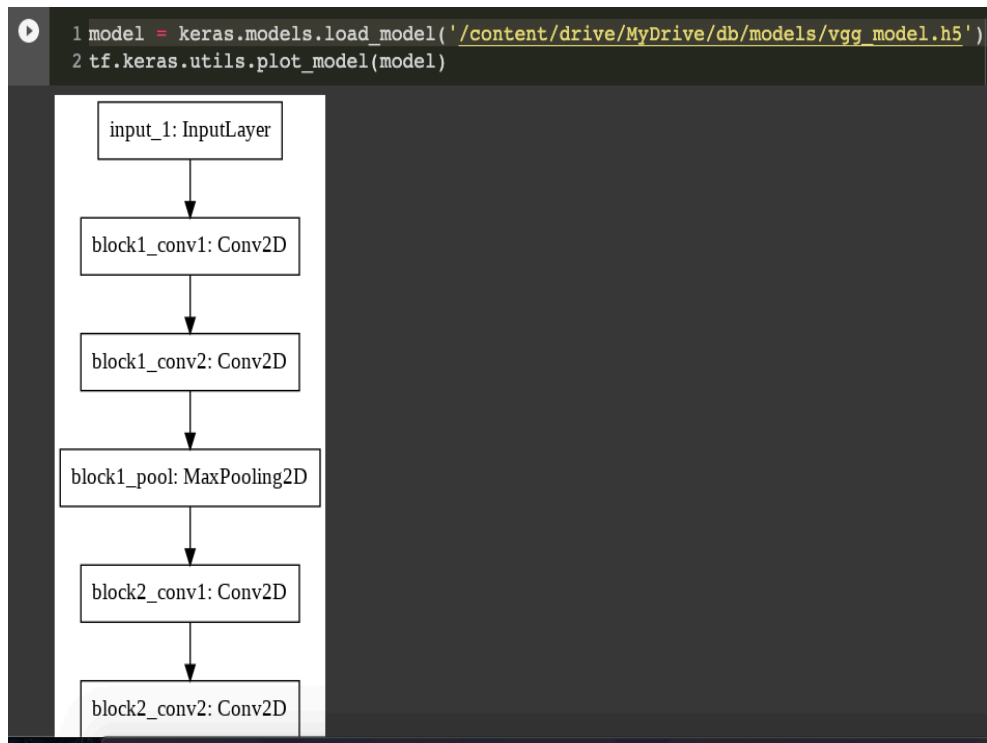 1 model = keras.models.load_model('/content/drive/MyDrive/db/models/vgg_model.h5')
2 tf.keras.utils.plot_model(model)
input_1: InputLayer
block1_conv1: Conv2D
block1_conv2: Conv2D
block1_pool: MaxPooling2D
block2_conv1: Conv2D
block2_conv2: Conv2D